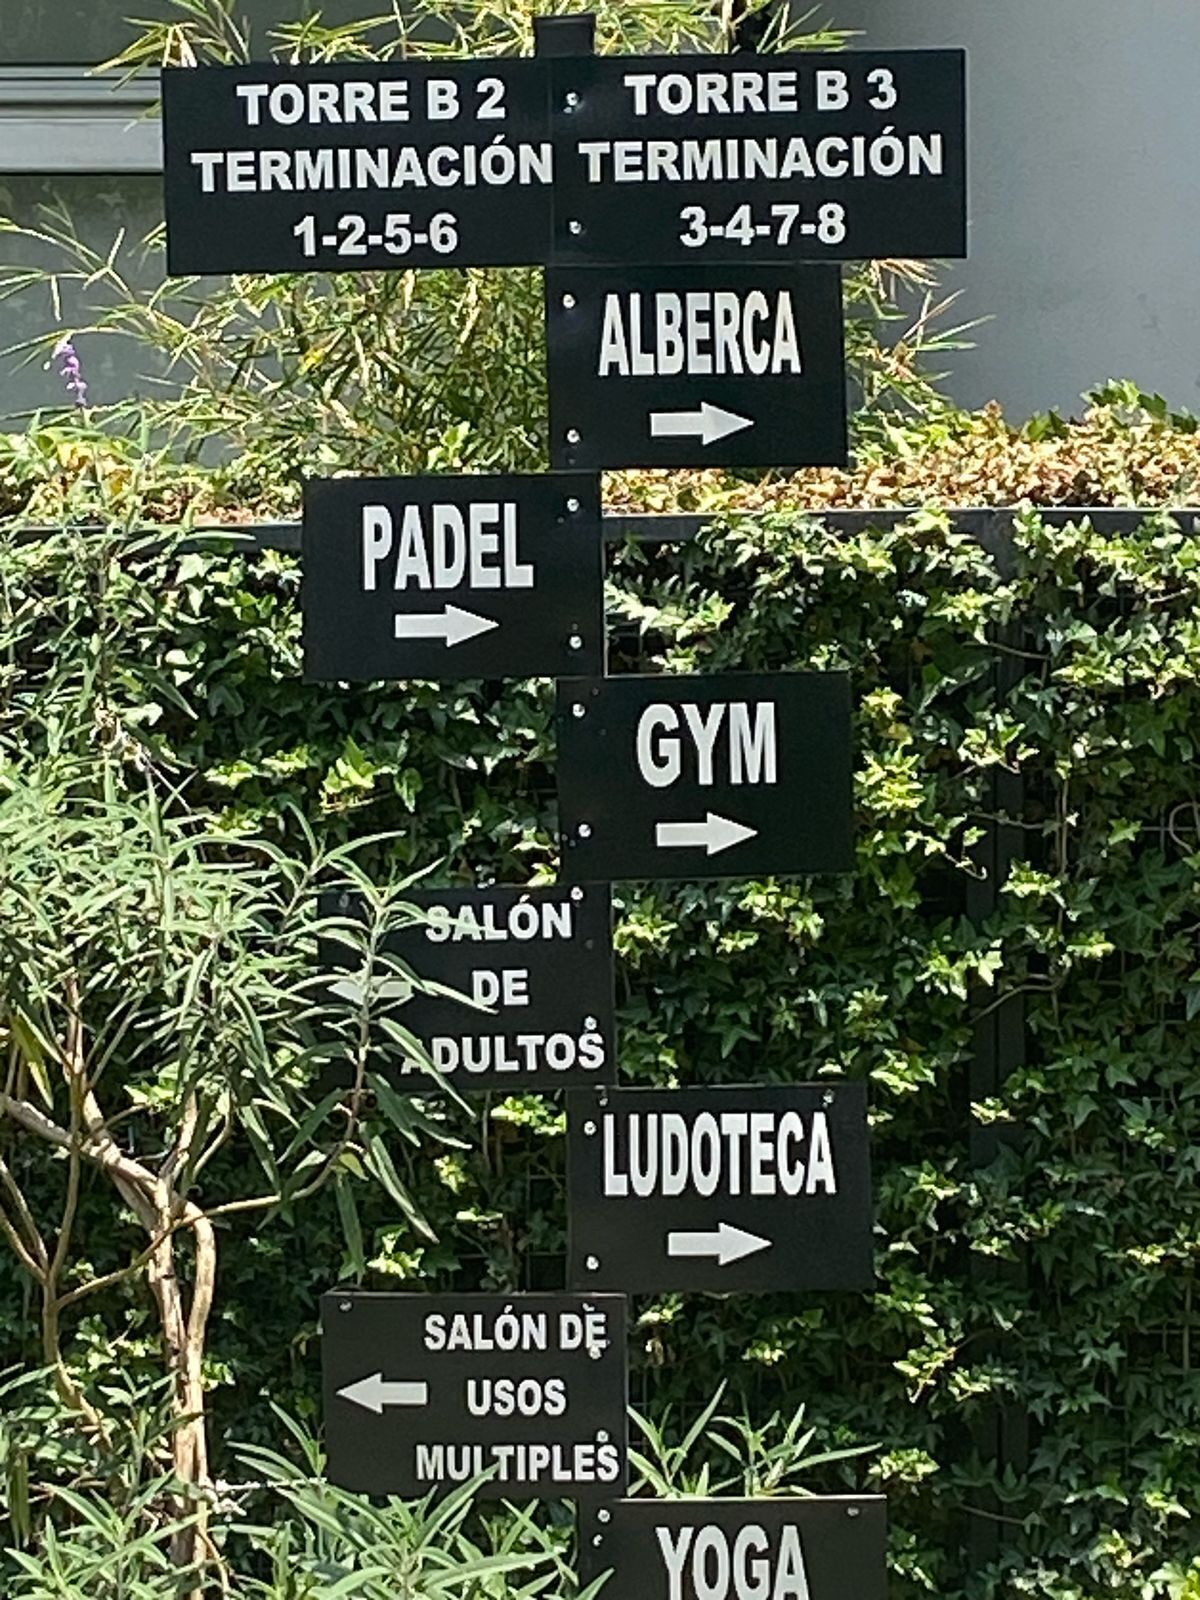 TORRE B 2
TERMINACIÓN
1-2-5-6
TORRE B 3
TERMINACIÓN
3-4-7-8
ALBERCA
PADEL
GYM
SALÓN
DE
ADULTOS
LUDOTECA
SALÓN DE
USOS
MULTIPLES
YOGA